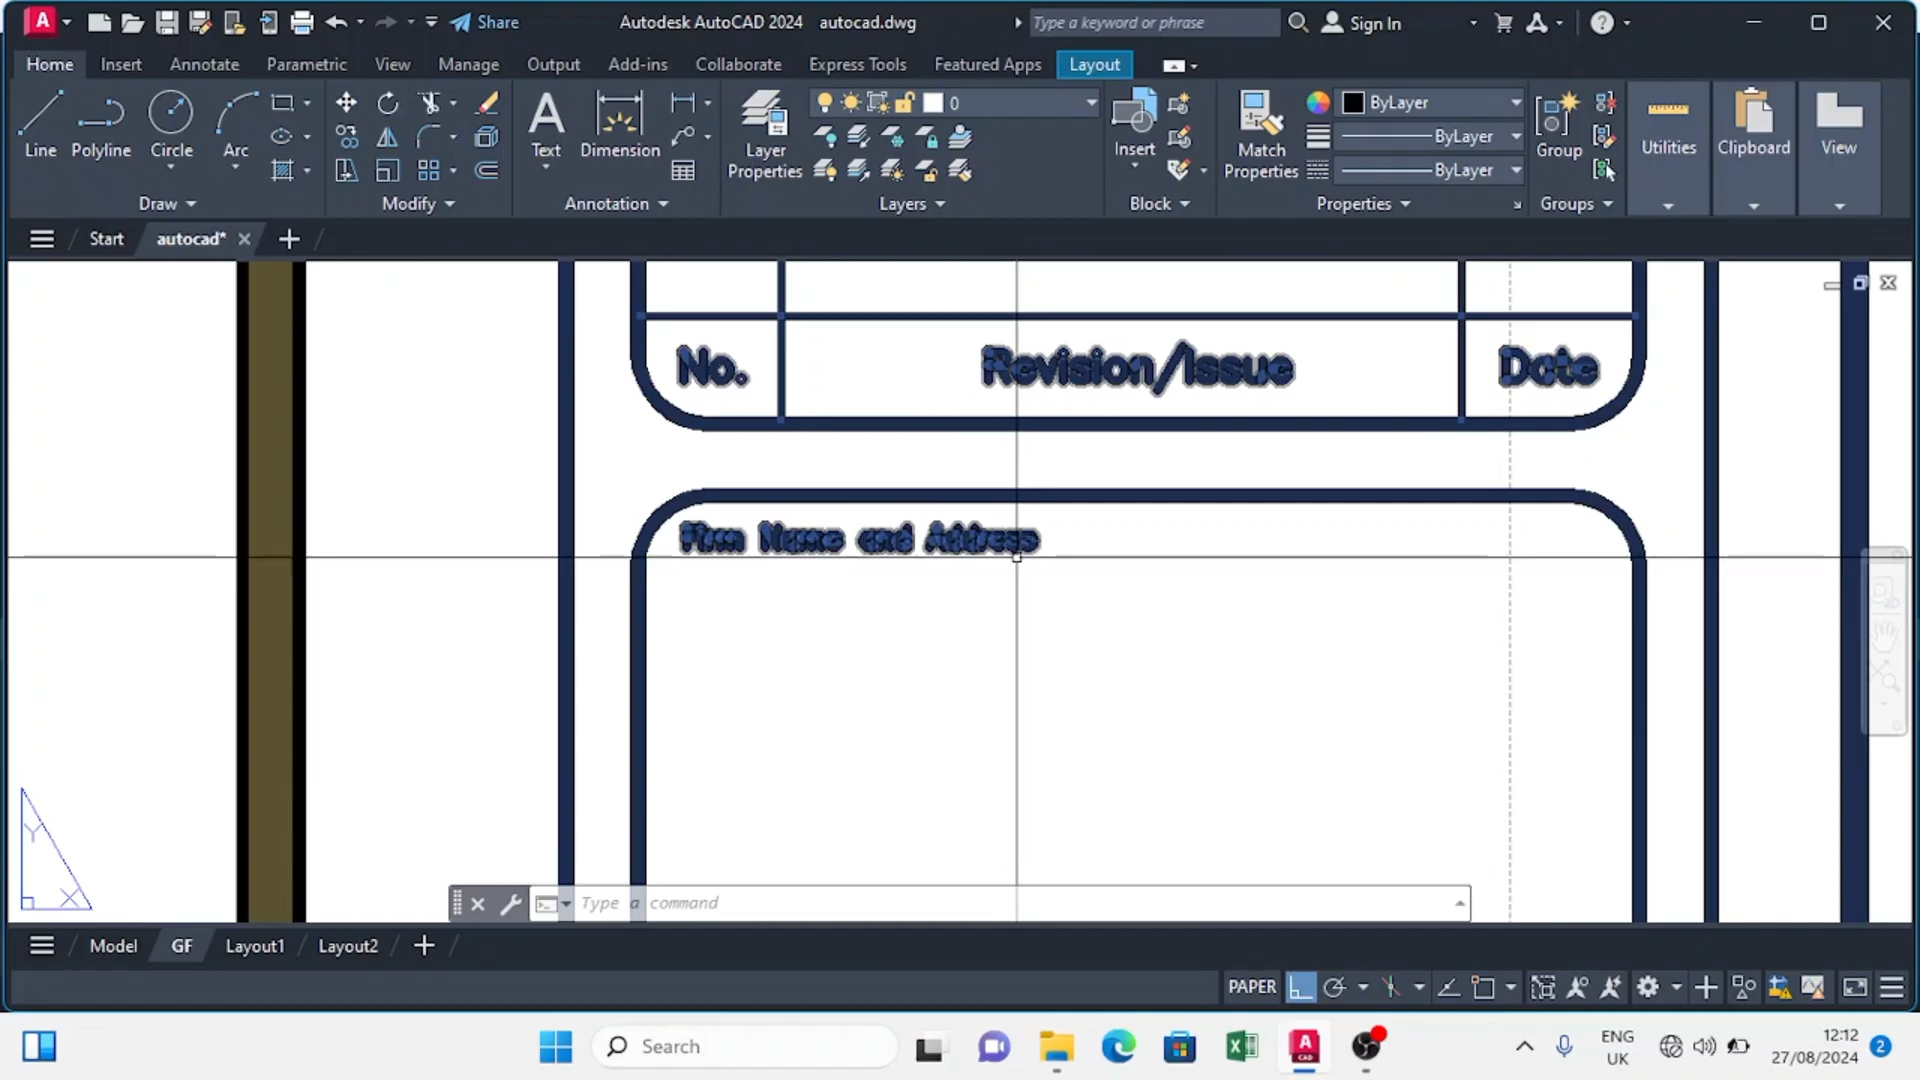 Share
Autodesk AutoCAD 2024 autocad.dwg
Type a keyword or phrase
Sign In
Home Insert Annotate Parametric View Manage Output Add-ins Collaborate Express Tools Featured Apps Layout
0
ByLayer
ByLayer
ByLayer
Line Polyline Circle Arc
Text Dimension
Layer Properties
Insert
Match Properties
Group
Utilities Clipboard View
Draw Modify Annotation Layers Block Properties Groups
Start autocad*
No. Revision/Issue Date
Firm Name and Address
Y
X
Type a command
Model GF Layout1 Layout2
PAPER
Search
ENG
UK
12:12
27/08/2024
2